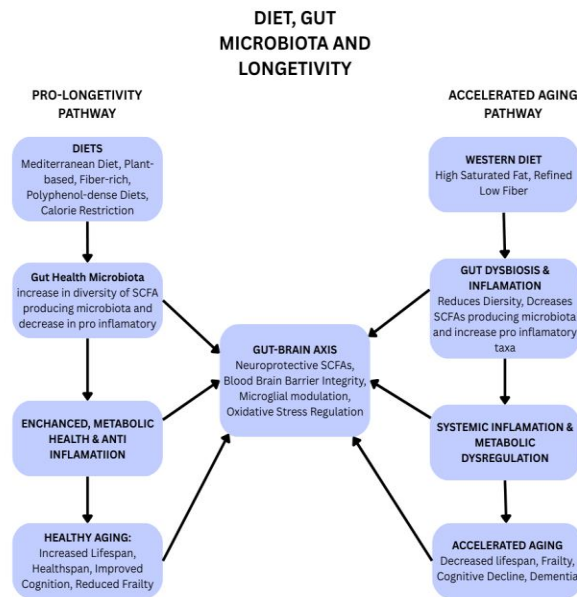 DIET, GUT
MICROBIOTA AND
LONGETIVITY
PRO-LONGETIVITY
PATHWAY
DIETS
Mediterranean Diet, Plant-
based, Fiber-rich,
Polyphenol-dense Diets,
Calorie Restriction
Gut Health Microbiota
increase in diversity of SCFA
producing microbiota and
decrease in pro inflamatory
ENCHANCED, METABOLIC
HEALTH & ANTI
INFLAMATIION
HEALTHY AGING:
Increased Lifespan,
Healthspan, Improved
Cognition, Reduced Frailty
GUT-BRAIN AXIS
Neuroprotective SCFAs,
Blood Brain Barrier Integrity,
Microglial modulation,
Oxidative Stress Regulation
ACCELERATED AGING
PATHWAY
WESTERN DIET
High Saturated Fat, Refined
Low Fiber
GUT DYSBIOSIS &
INFLAMATION
Reduces Diersity, Dcreases
SCFAs producing microbiota
and increase pro inflamatory
taxa
SYSTEMIC INFLAMATION &
METABOLIC
DYSREGULATION
ACCELERATED AGING
Decreased lifespan, Frailty,
Cognitive Decline, Dementia